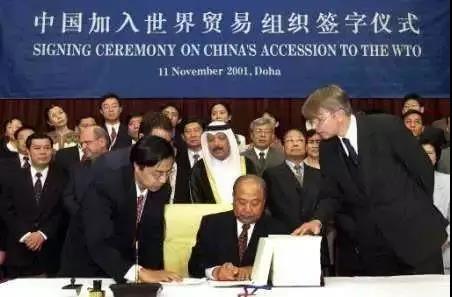 中国加入世界贸易组织签字仪式
SIGNING CEREMONY ON CHINA'S ACCESSION TO THE WTO
11 November 2001, Doha